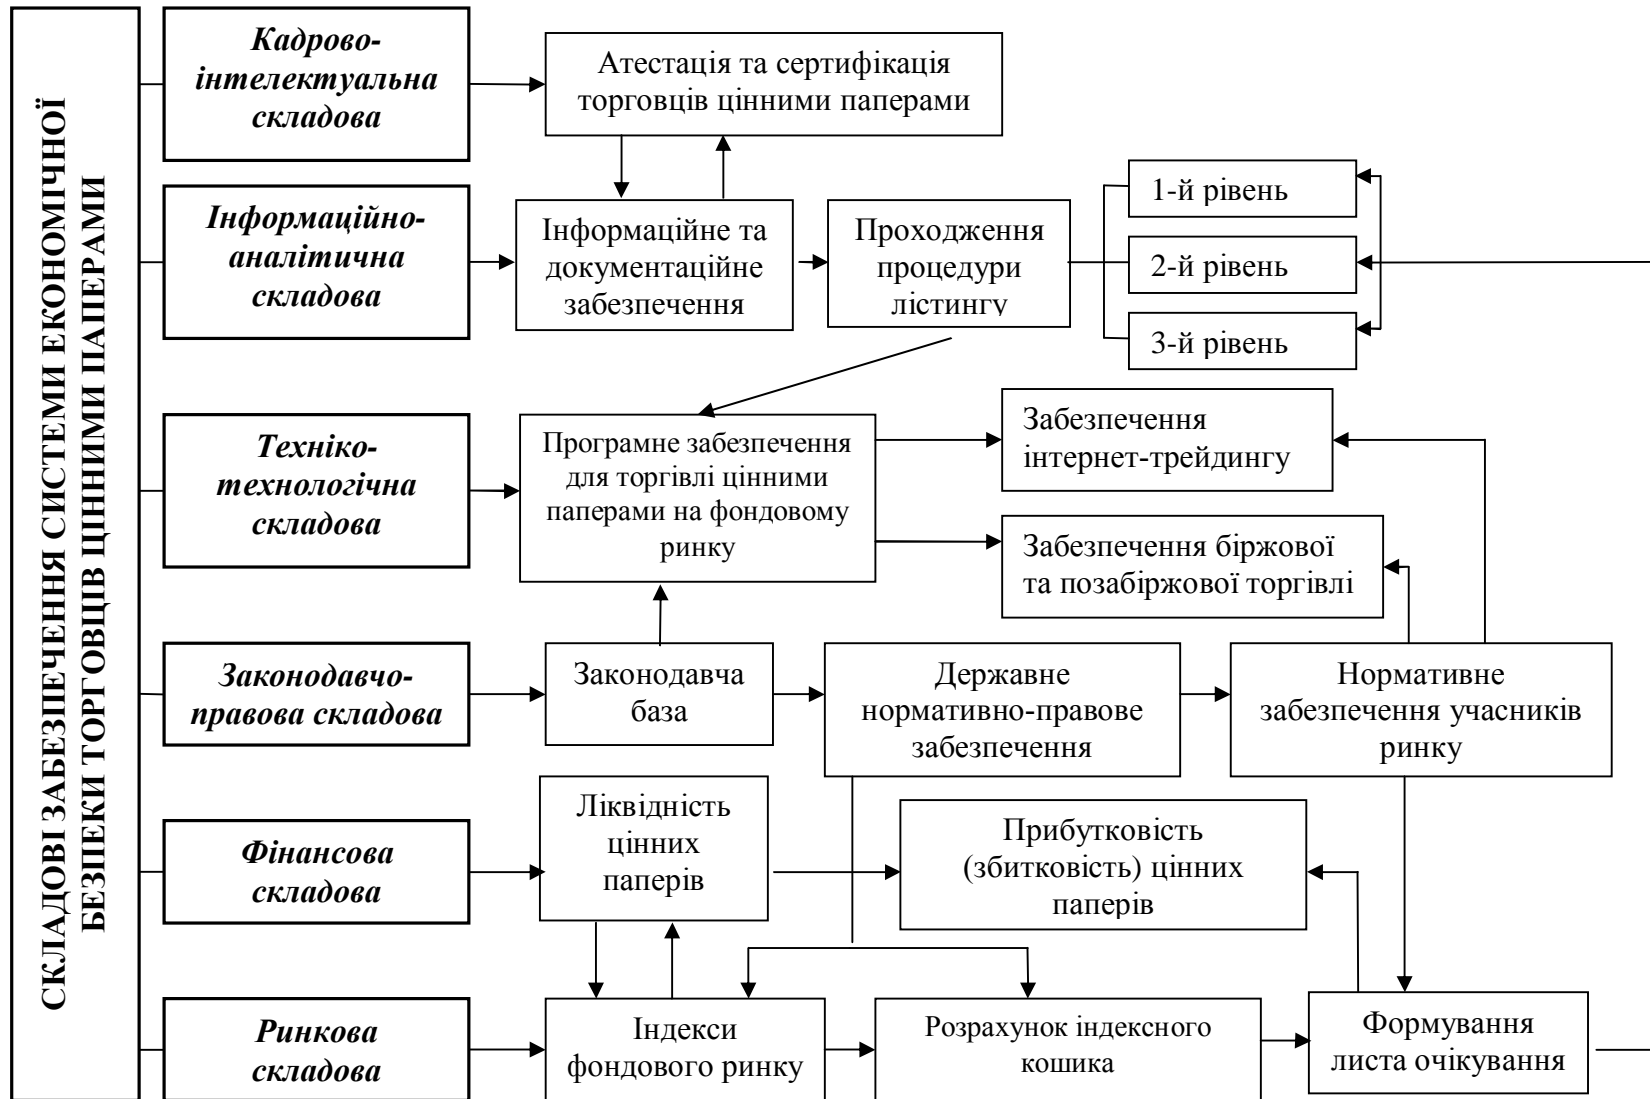 СКЛАДОВІ ЗАБЕЗПЕЧЕННЯ СИСТЕМИ ЕКОНОМІЧНОЇ
БЕЗПЕКИ ТОРГОВЦІВ ЦІННИМИ ПАПЕРАМИ
Кадрово-
інтелектуальна
складова
Атестація та сертифікація
торговців цінними паперами
Інформаційно-
аналітична
складова
Інформаційне та
документаційне
забезпечення
Проходження
процедури
лістингу
1-й рівень
2-й рівень
3-й рівень
Техніко-
технологічна
складова
Програмне забезпечення
для торгівлі цінними
паперами на фондовому
ринку
Забезпечення
інтернет-трейдингу
Забезпечення біржової
та позабіржової торгівлі
Законодавчо-
правова складова
Законодавча
база
Державне
нормативно-правове
забезпечення
Нормативне
забезпечення учасників
ринку
Фінансова
складова
Ліквідність
цінних
паперів
Прибутковість
(збитковість) цінних
паперів
Ринкова
складова
Індекси
фондового ринку
Розрахунок індексного
кошика
Формування
листа очікування